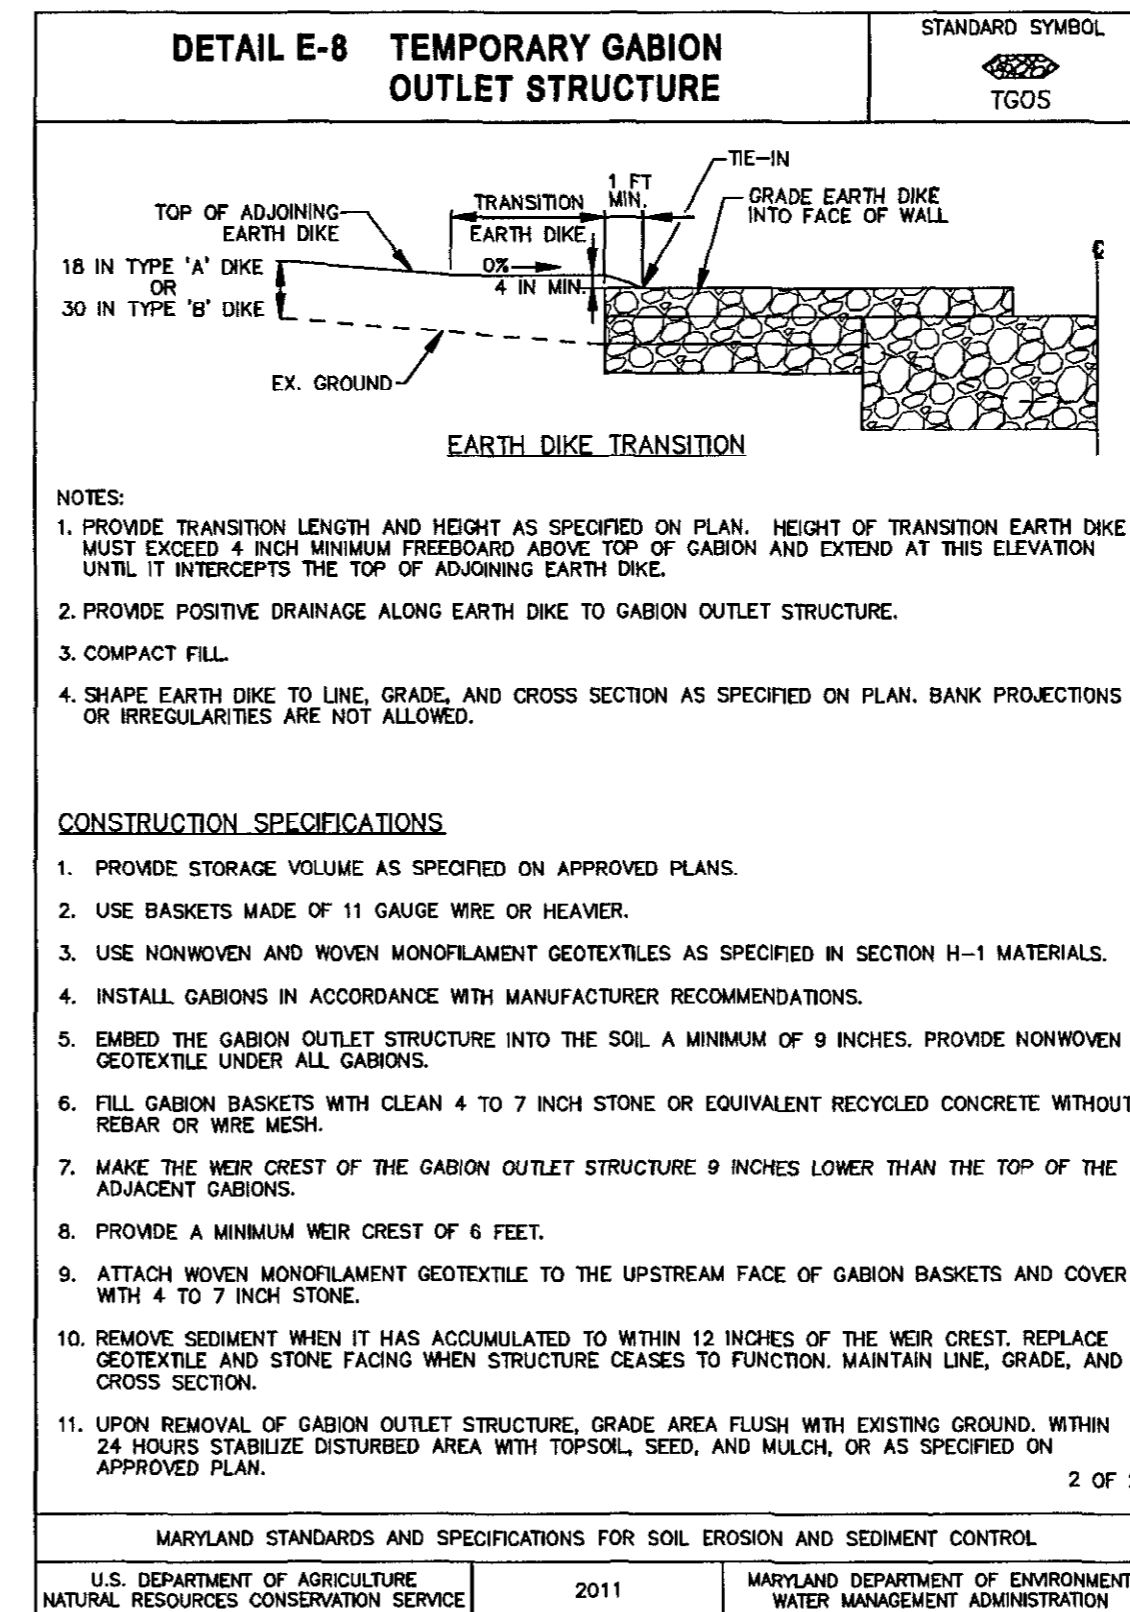 DETAIL E-8 TEMPORARY GABION
OUTLET STRUCTURE
STANDARD SYMBOL
TGOS
TIE-IN
1 FT
MIN.
TRANSITION
GRADE EARTH DIKE
INTO FACE OF WALL
TOP OF ADJOINING
EARTH DIKE
EARTH DIKE
18 IN TYPE 'A' DIKE
OR
30 IN TYPE 'B' DIKE
0%
4 IN MIN.
EX. GROUND
EARTH DIKE TRANSITION
NOTES:
1. PROVIDE TRANSITION LENGTH AND HEIGHT AS SPECIFIED ON PLAN. HEIGHT OF TRANSITION EARTH DIKE
MUST EXCEED 4 INCH MINIMUM FREEBOARD ABOVE TOP OF GABION AND EXTEND AT THIS ELEVATION
UNTIL IT INTERCEPTS THE TOP OF ADJOINING EARTH DIKE.
2. PROVIDE POSITIVE DRAINAGE ALONG EARTH DIKE TO GABION OUTLET STRUCTURE.
3. COMPACT FILL.
4. SHAPE EARTH DIKE TO LINE, GRADE, AND CROSS SECTION AS SPECIFIED ON PLAN. BANK PROJECTIONS
OR IRREGULARITIES ARE NOT ALLOWED.
CONSTRUCTION SPECIFICATIONS
1. PROVIDE STORAGE VOLUME AS SPECIFIED ON APPROVED PLANS.
2. USE BASKETS MADE OF 11 GAUGE WIRE OR HEAVIER.
3. USE NONWOVEN AND WOVEN MONOFILAMENT GEOTEXTILES AS SPECIFIED IN SECTION H-1 MATERIALS.
4. INSTALL GABIONS IN ACCORDANCE WITH MANUFACTURER RECOMMENDATIONS.
5. EMBED THE GABION OUTLET STRUCTURE INTO THE SOIL A MINIMUM OF 9 INCHES. PROVIDE NONWOVEN
GEOTEXTILE UNDER ALL GABIONS.
6. FILL GABION BASKETS WITH CLEAN 4 TO 7 INCH STONE OR EQUIVALENT RECYCLED CONCRETE WITHOUT
REBAR OR WIRE MESH.
7. MAKE THE WEIR CREST OF THE GABION OUTLET STRUCTURE 9 INCHES LOWER THAN THE TOP OF THE
ADJACENT GABIONS.
8. PROVIDE A MINIMUM WEIR CREST OF 6 FEET.
9. ATTACH WOVEN MONOFILAMENT GEOTEXTILE TO THE UPSTREAM FACE OF GABION BASKETS AND COVER
WITH 4 TO 7 INCH STONE.
10. REMOVE SEDIMENT WHEN IT HAS ACCUMULATED TO WITHIN 12 INCHES OF THE WEIR CREST. REPLACE
GEOTEXTILE AND STONE FACING WHEN STRUCTURE CEASES TO FUNCTION. MAINTAIN LINE, GRADE, AND
CROSS SECTION.
11. UPON REMOVAL OF GABION OUTLET STRUCTURE, GRADE AREA FLUSH WITH EXISTING GROUND. WITHIN
24 HOURS STABILIZE DISTURBED AREA WITH TOPSOIL, SEED, AND MULCH, OR AS SPECIFIED ON
APPROVED PLAN.
2 OF
MARYLAND STANDARDS AND SPECIFICATIONS FOR SOIL EROSION AND SEDIMENT CONTROL
U.S. DEPARTMENT OF AGRICULTURE
NATURAL RESOURCES CONSERVATION SERVICE
2011
MARYLAND DEPARTMENT OF ENVIRONMENT
WATER MANAGEMENT ADMINISTRATION